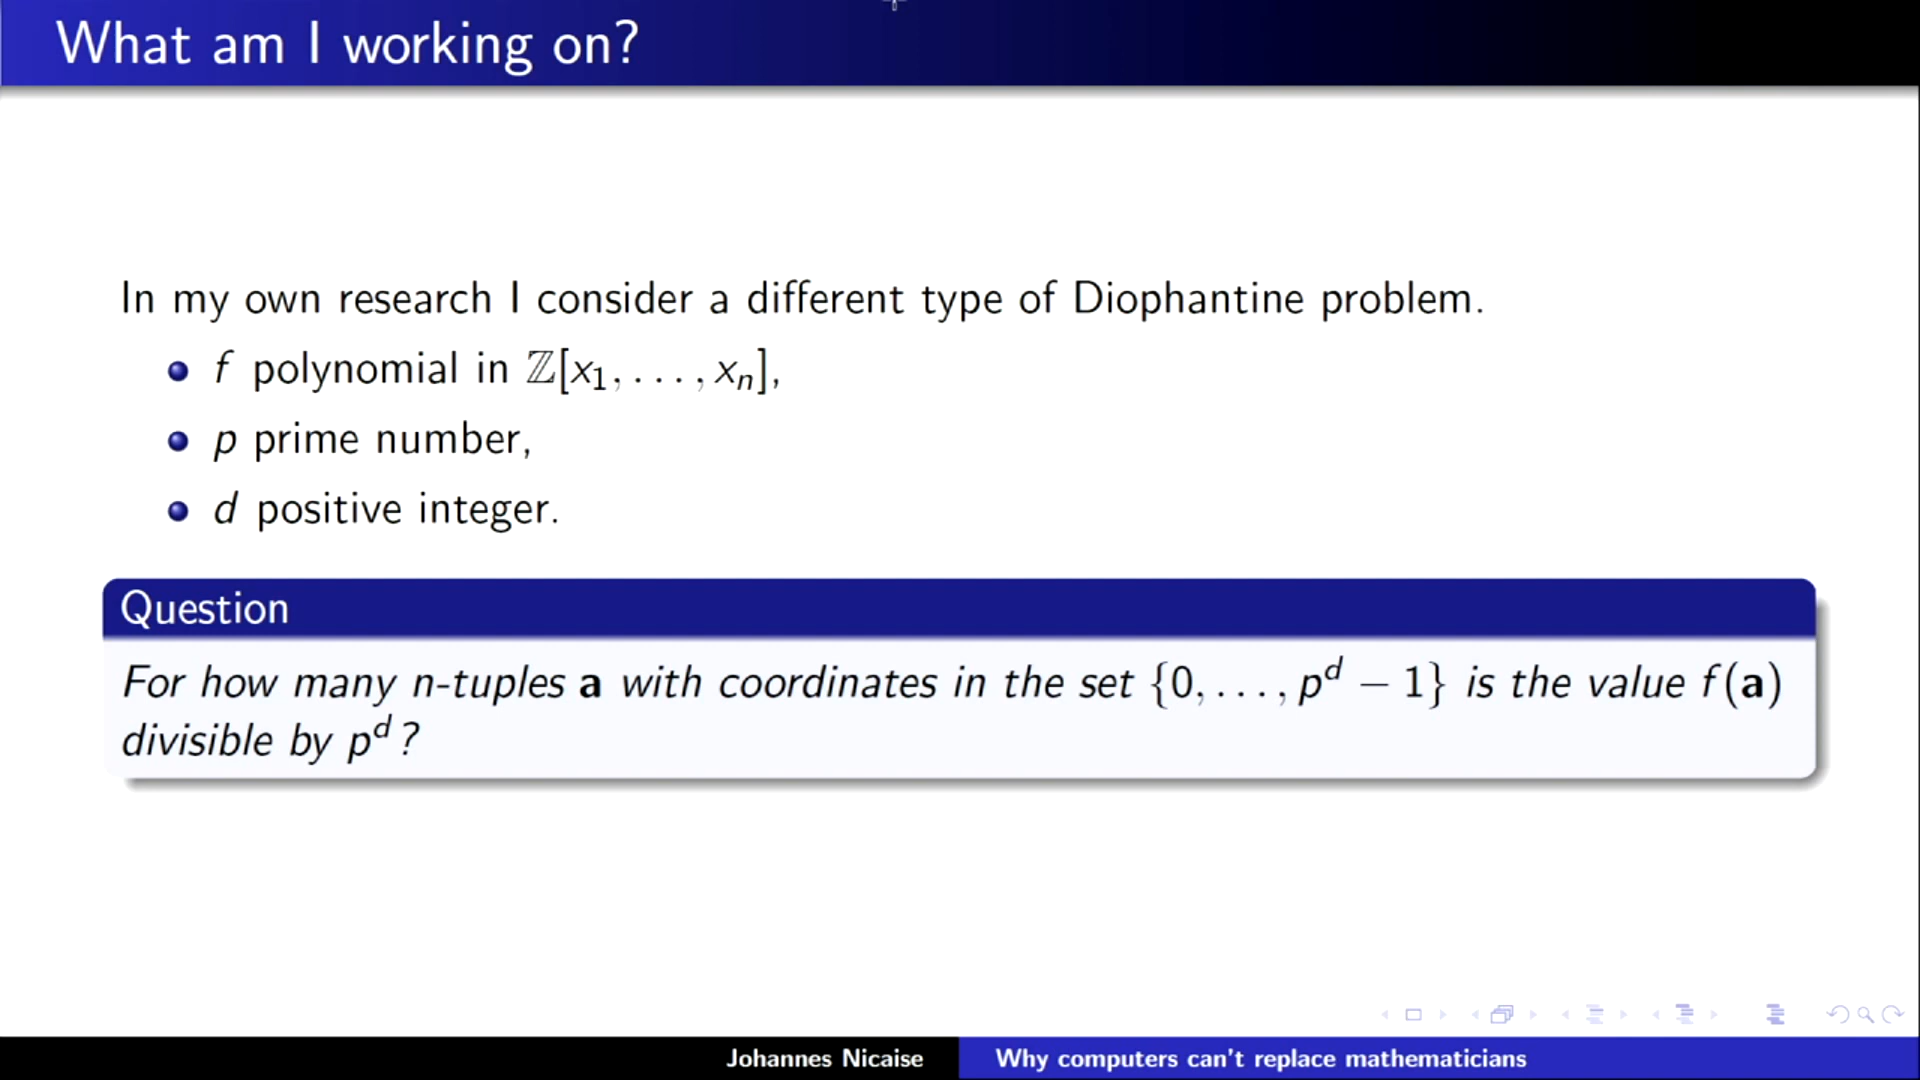 What am I working on?
In my own research I consider a different type of Diophantine problem.
• f polynomial in ℤ[x₁, . . . , xₙ],
• p prime number,
• d positive integer.
Question
For how many n-tuples a with coordinates in the set {0, . . . , pᵈ − 1} is the value f(a)
divisible by pᵈ?
Johannes Nicaise
Why computers can't replace mathematicians